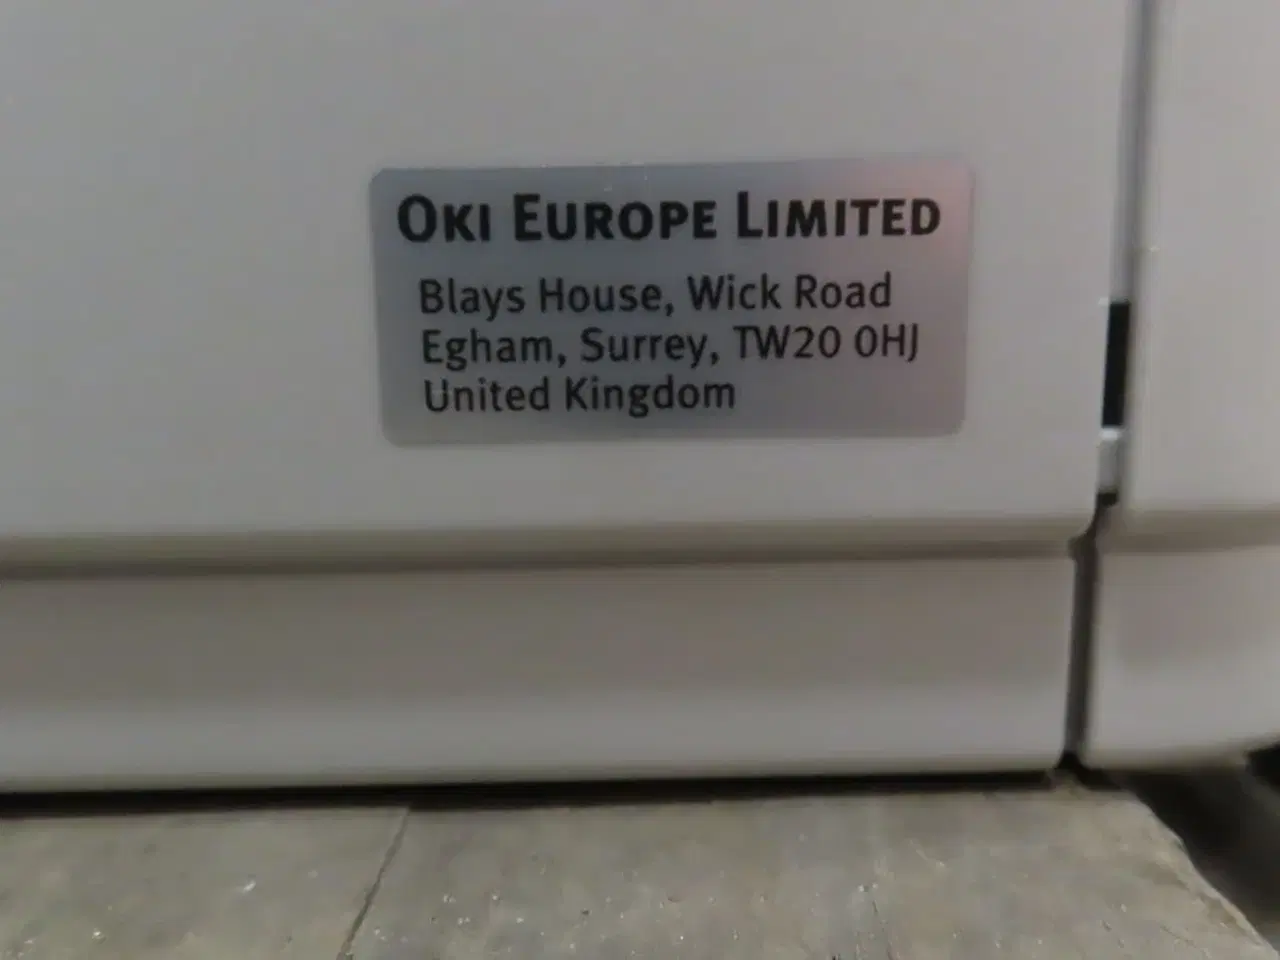 OKI EUROPE LIMITED
Blays House, Wick Road
Egham, Surrey, TW20 0HJ
United Kingdom